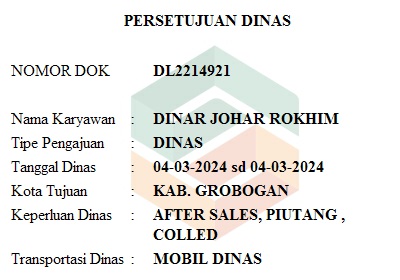 PERSETUJUAN DINAS
NOMOR DOK DL2214921
Nama Karyawan : DINAR JOHAR ROKHIM
Tipe Pengajuan : DINAS
Tanggal Dinas : 04-03-2024 sd 04-03-2024
Kota Tujuan : KAB. GROBOGAN
Keperluan Dinas : AFTER SALES, PIUTANG ,
COLLED
Transportasi Dinas : MOBIL DINAS